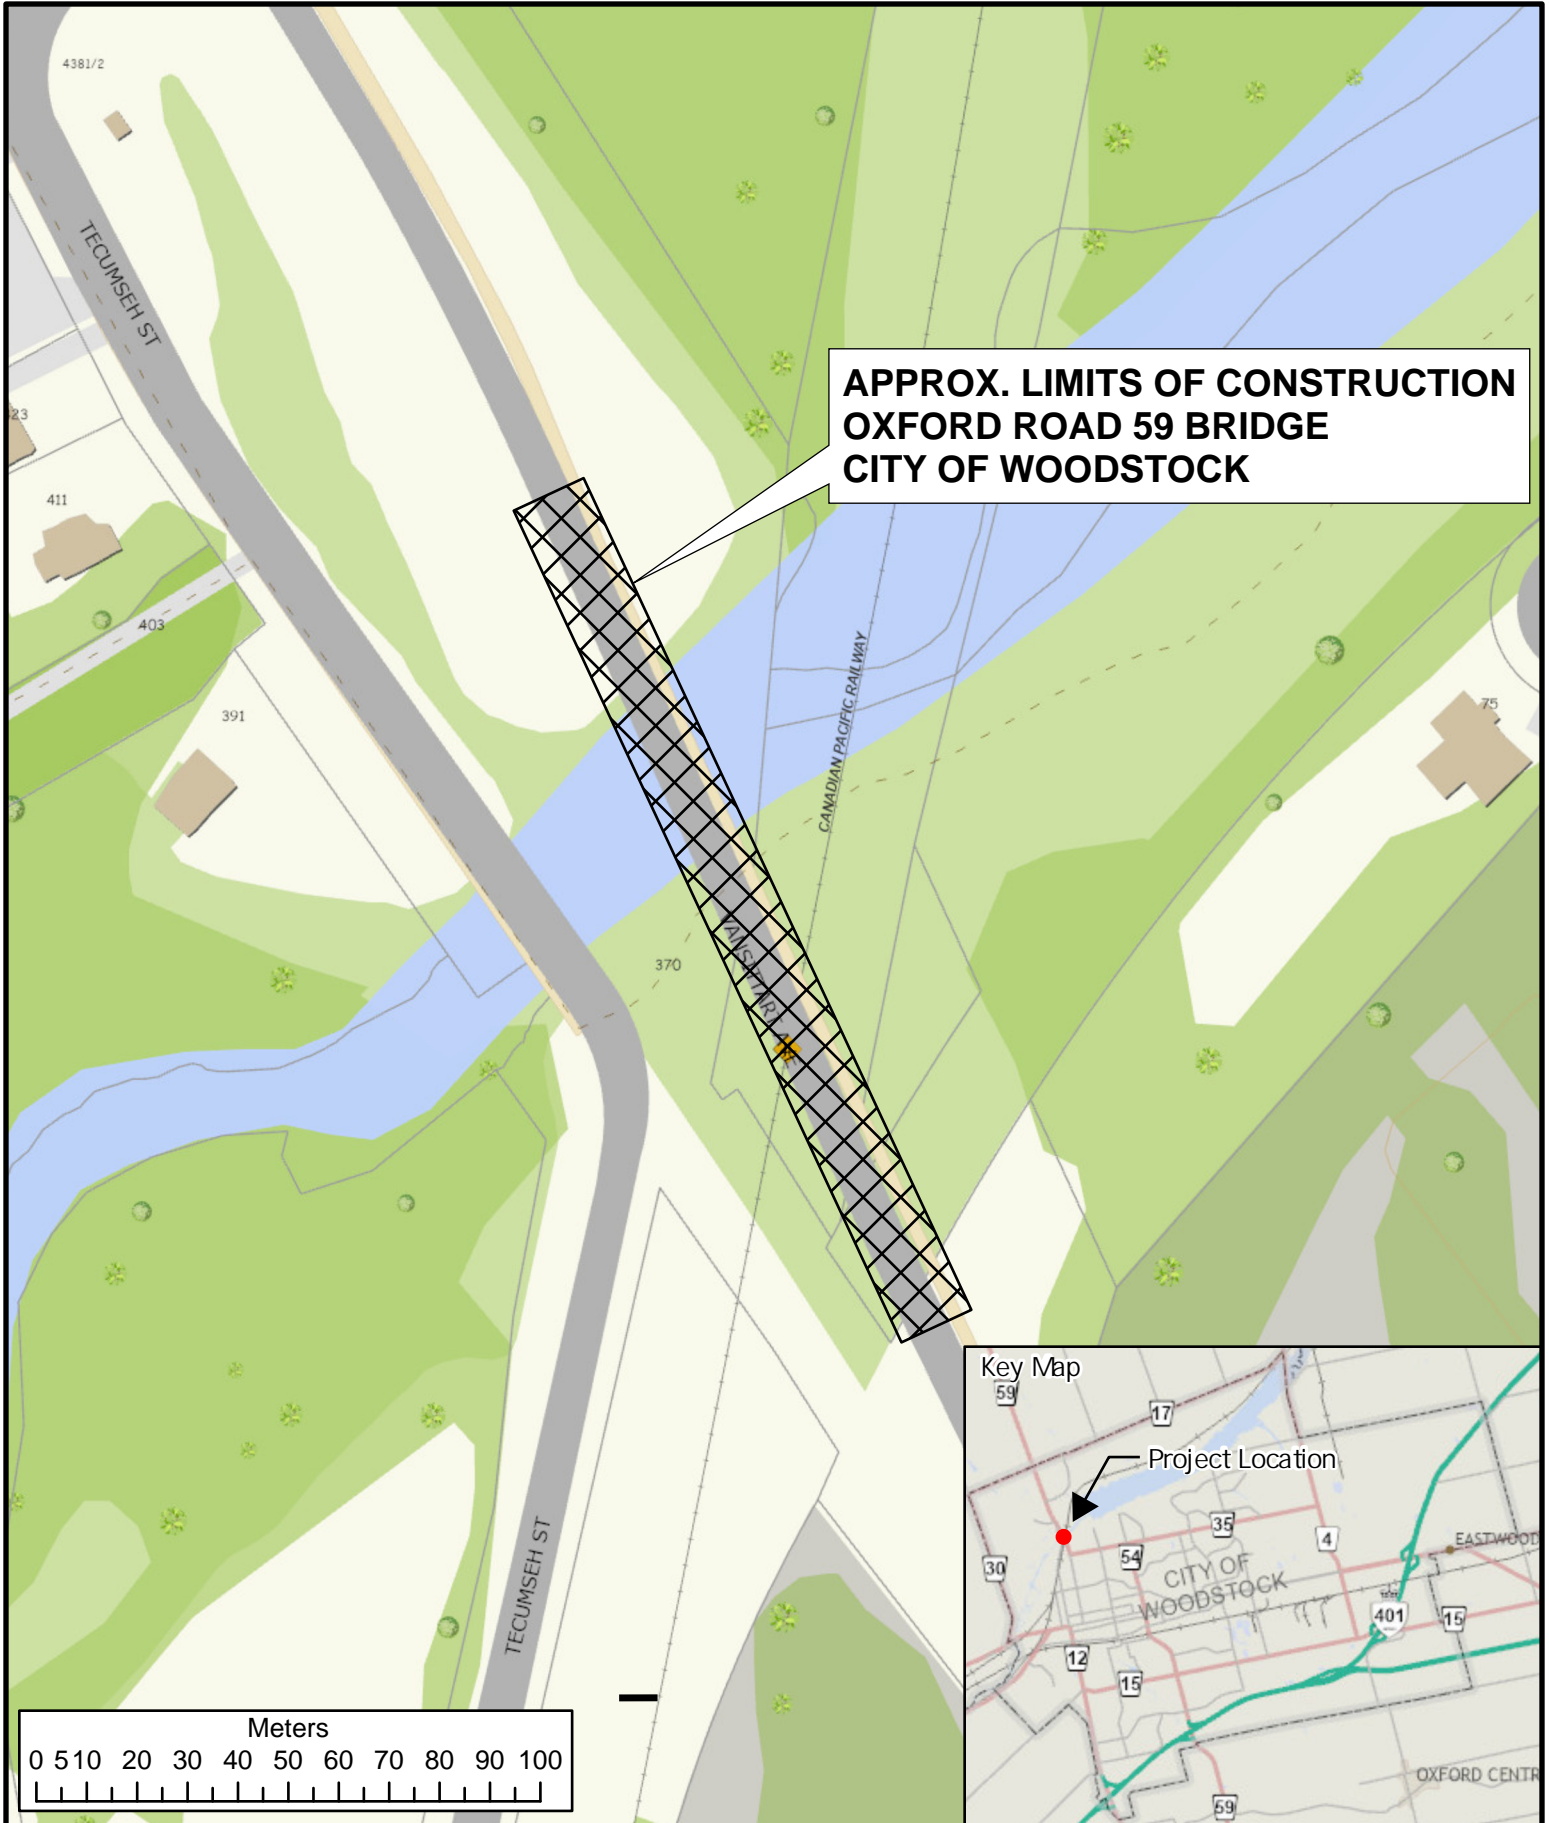 4381/2
TECUMSEH ST
APPROX. LIMITS OF CONSTRUCTION
OXFORD ROAD 59 BRIDGE
CITY OF WOODSTOCK
23
411
403
391
CANADIAN PACIFIC RAILWAY
75
370
VANSITTART AVE
TECUMSEH ST
Key Map
59
17
Project Location
35
4
EASTWOOD
30
54
CITY OF
WOODSTOCK
401
15
12
15
OXFORD CENTR
59
Meters
0 5 10 20 30 40 50 60 70 80 90 100